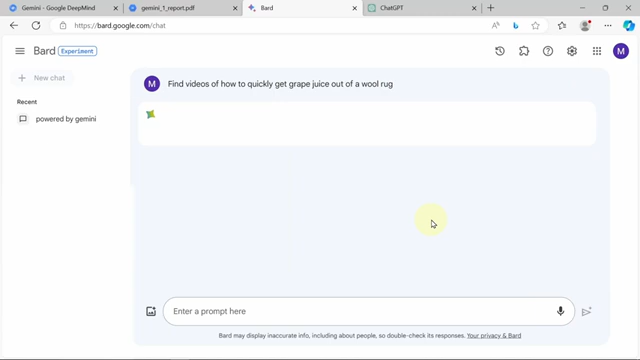 Gemini - Google DeepMind
gemini_1_report.pdf
Bard
ChatGPT
https://bard.google.com/chat
Bard
Experiment
M
New chat
Recent
powered by gemini
M
Find videos of how to quickly get grape juice out of a wool rug
Enter a prompt here
Bard may display inaccurate info, including about people, so double-check its responses. Your privacy & Bard